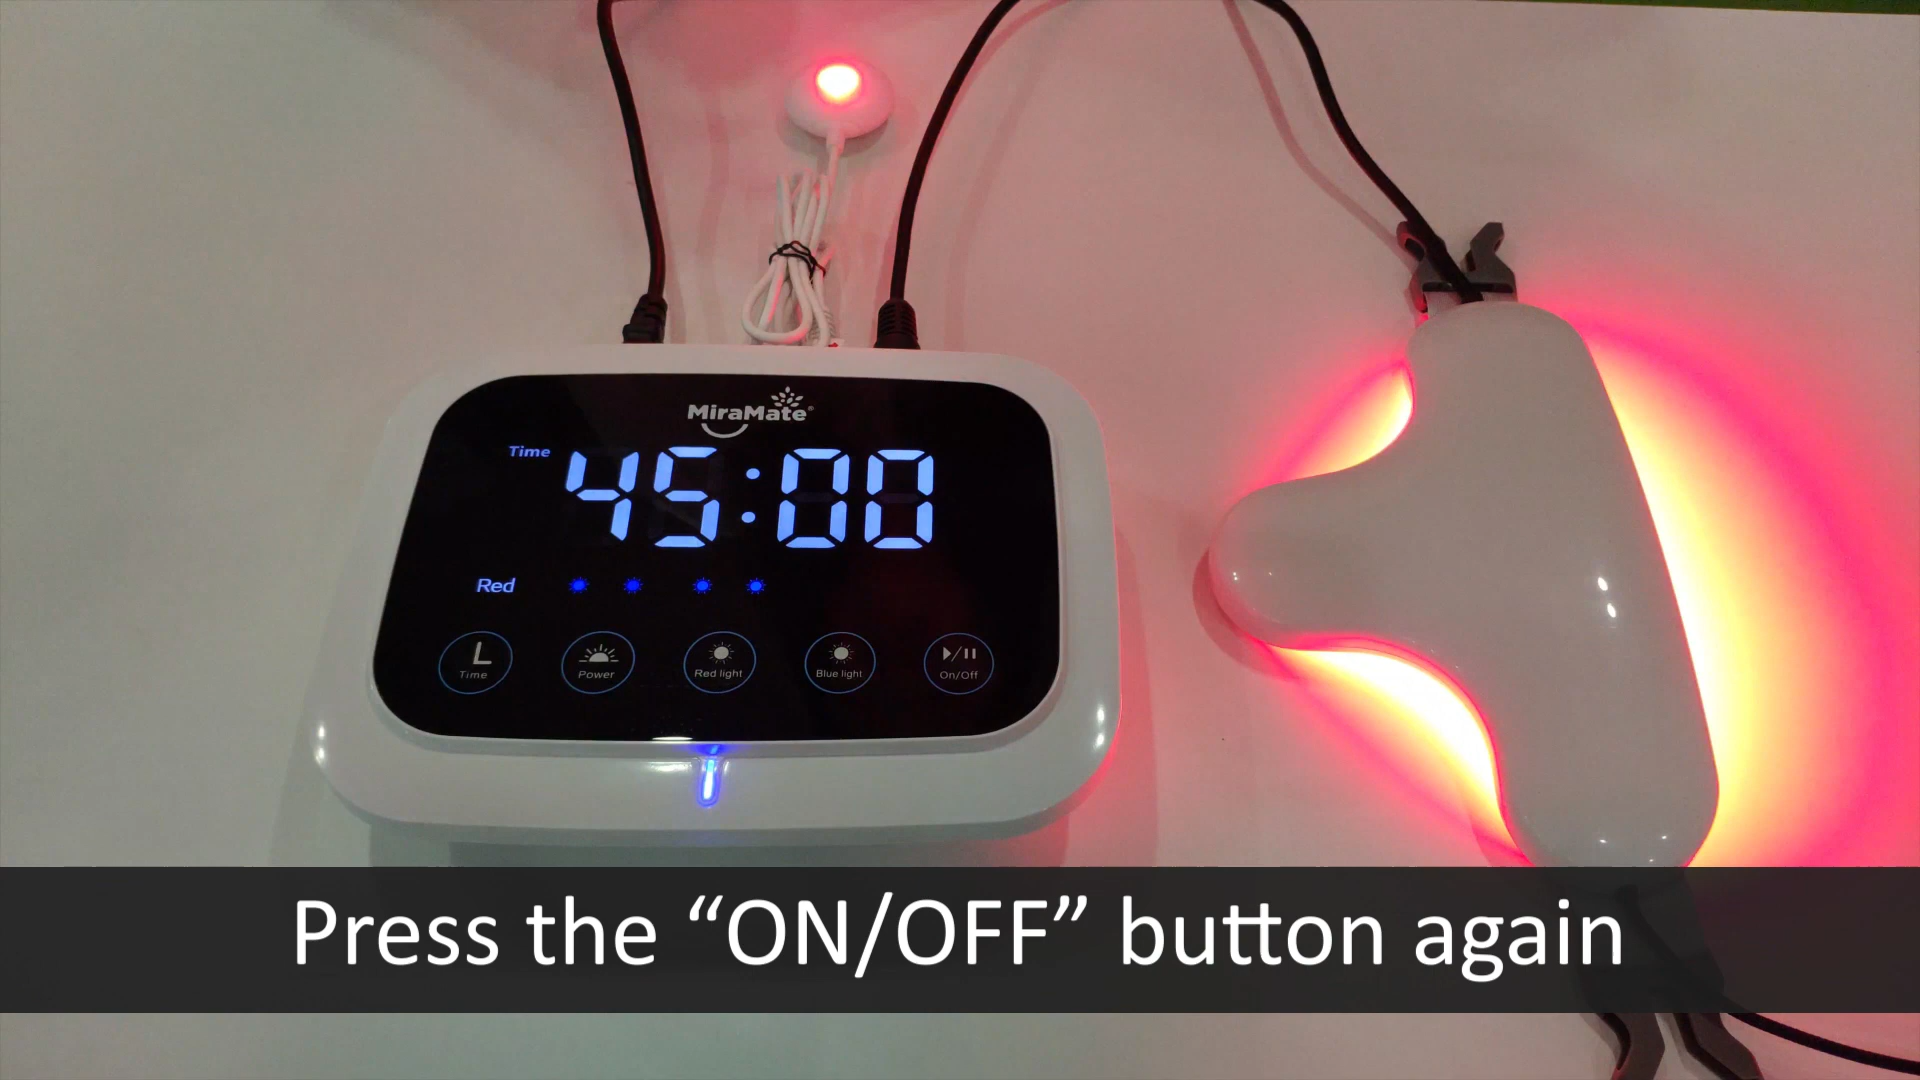 MiraMate®
Time
45:00
Red
Time
Power
Red light
Blue light
On/Off
Press the “ON/OFF” button again